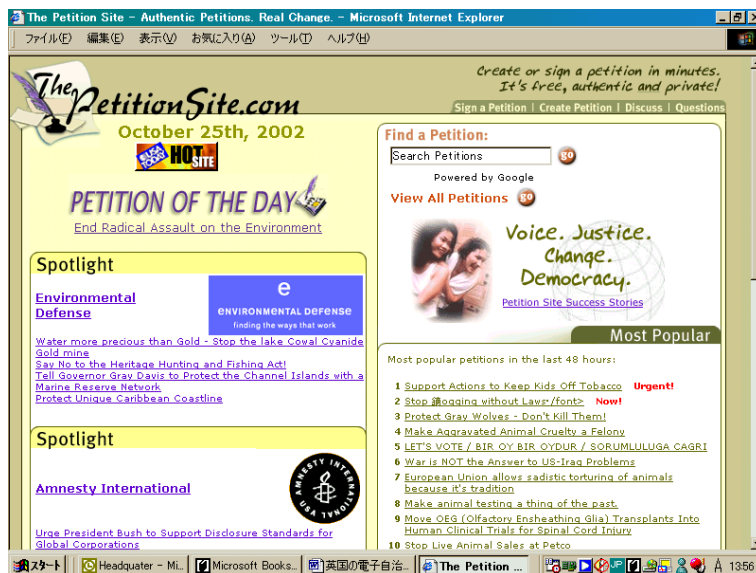 The Petition Site - Authentic Petitions. Real Change. - Microsoft Internet Explorer
ファイル(F) 編集(E) 表示(V) お気に入り(A) ツール(T) ヘルプ(H)
ThePetitionSite.com
Create or sign a petition in minutes.
It's free, authentic and private!
Sign a Petition | Create Petition | Discuss | Questions
October 25th, 2002
USA TODAY HOT SITE
PETITION OF THE DAY
End Radical Assault on the Environment
Spotlight
Environmental
Defense
e
ENVIRONMENTAL DEFENSE
finding the ways that work
Water more precious than Gold - Stop the lake Cowal Cyanide
Gold mine
Say No to the Heritage Hunting and Fishing Act!
Tell Governor Gray Davis to Protect the Channel Islands with a
Marine Reserve Network
Protect Unique Caribbean Coastline
Spotlight
Amnesty International
AMNESTY INTERNATIONAL USA
Urge President Bush to Support Disclosure Standards for
Global Corporations
Find a Petition:
Search Petitions go
Powered by Google
View All Petitions go
Voice. Justice.
Change.
Democracy.
Petition Site Success Stories
Most Popular
Most popular petitions in the last 48 hours:
1 Support Actions to Keep Kids Off Tobacco Urgent!
2 Stop logging without Laws*/font> Now!
3 Protect Gray Wolves - Don't Kill Them!
4 Make Aggravated Animal Cruelty a Felony
5 LET'S VOTE / BIR OY BIR OYDUR / SORUMLULUGA CAGRI
6 War is NOT the Answer to US-Iraq Problems
7 European Union allows sadistic torturing of animals
because it's tradition
8 Make animal testing a thing of the past.
9 Move OEG (Olfactory Ensheathing Glia) Transplants Into
Human Clinical Trials for Spinal Cord Injury
10 Stop Live Animal Sales at Petco
スタート Headquater - Mi... Microsoft Books... 英国の電子自治... The Petition ... JP A 13:56